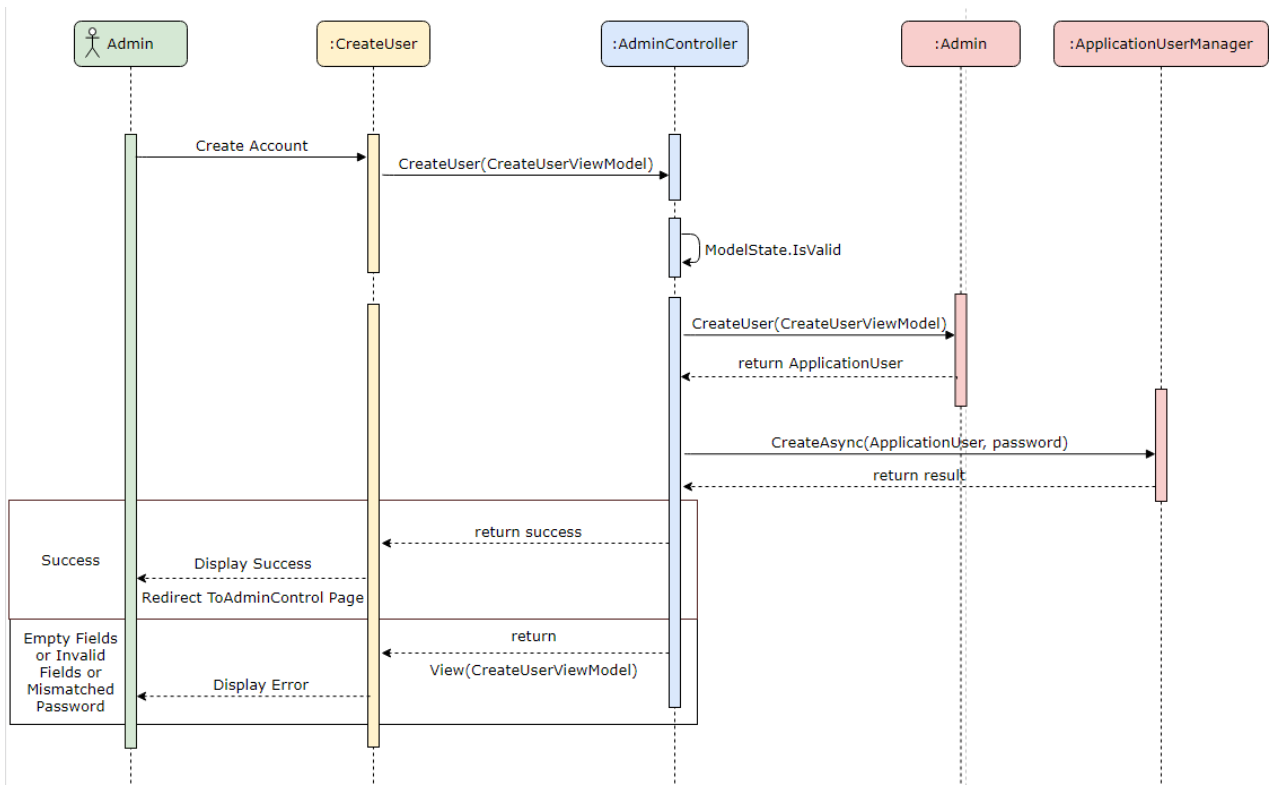 Admin
:CreateUser
:AdminController
:Admin
:ApplicationUserManager
Create Account
CreateUser(CreateUserViewModel)
ModelState.IsValid
CreateUser(CreateUserViewModel)
return ApplicationUser
CreateAsync(ApplicationUser, password)
return result
return success
Success
Display Success
Redirect ToAdminControl Page
Empty Fields
or Invalid
Fields or
Mismatched
Password
return
View(CreateUserViewModel)
Display Error